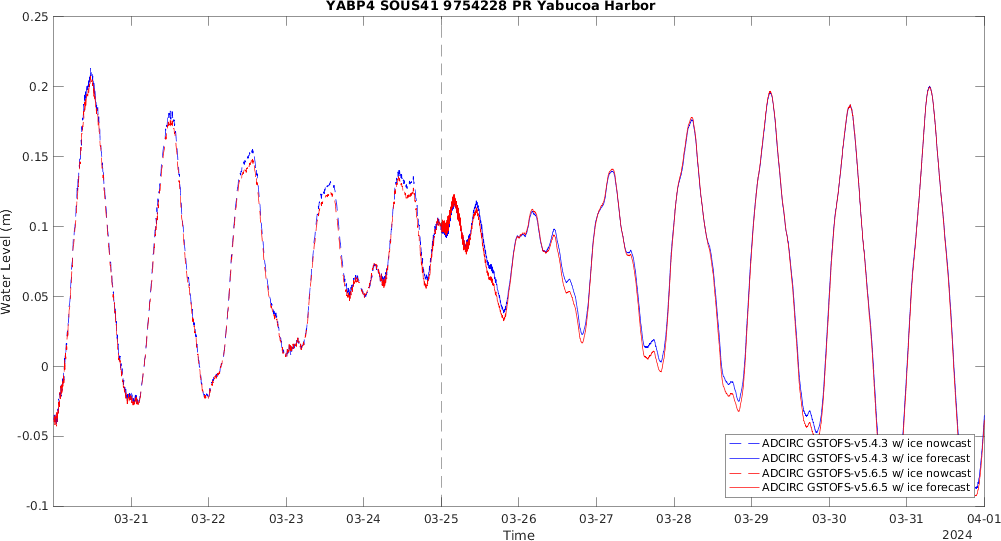 YABP4 SOUS41 9754228 PR Yabucoa Harbor
0.25
0.2
0.15
0.1
0.05
0
-0.05
-0.1
Water Level (m)
ADCIRC GSTOFS-v5.4.3 w/ ice nowcast
ADCIRC GSTOFS-v5.4.3 w/ ice forecast
ADCIRC GSTOFS-v5.6.5 w/ ice nowcast
ADCIRC GSTOFS-v5.6.5 w/ ice forecast
03-21 03-22 03-23 03-24 03-25 03-26 03-27 03-28 03-29 03-30 03-31 04-01
Time
2024